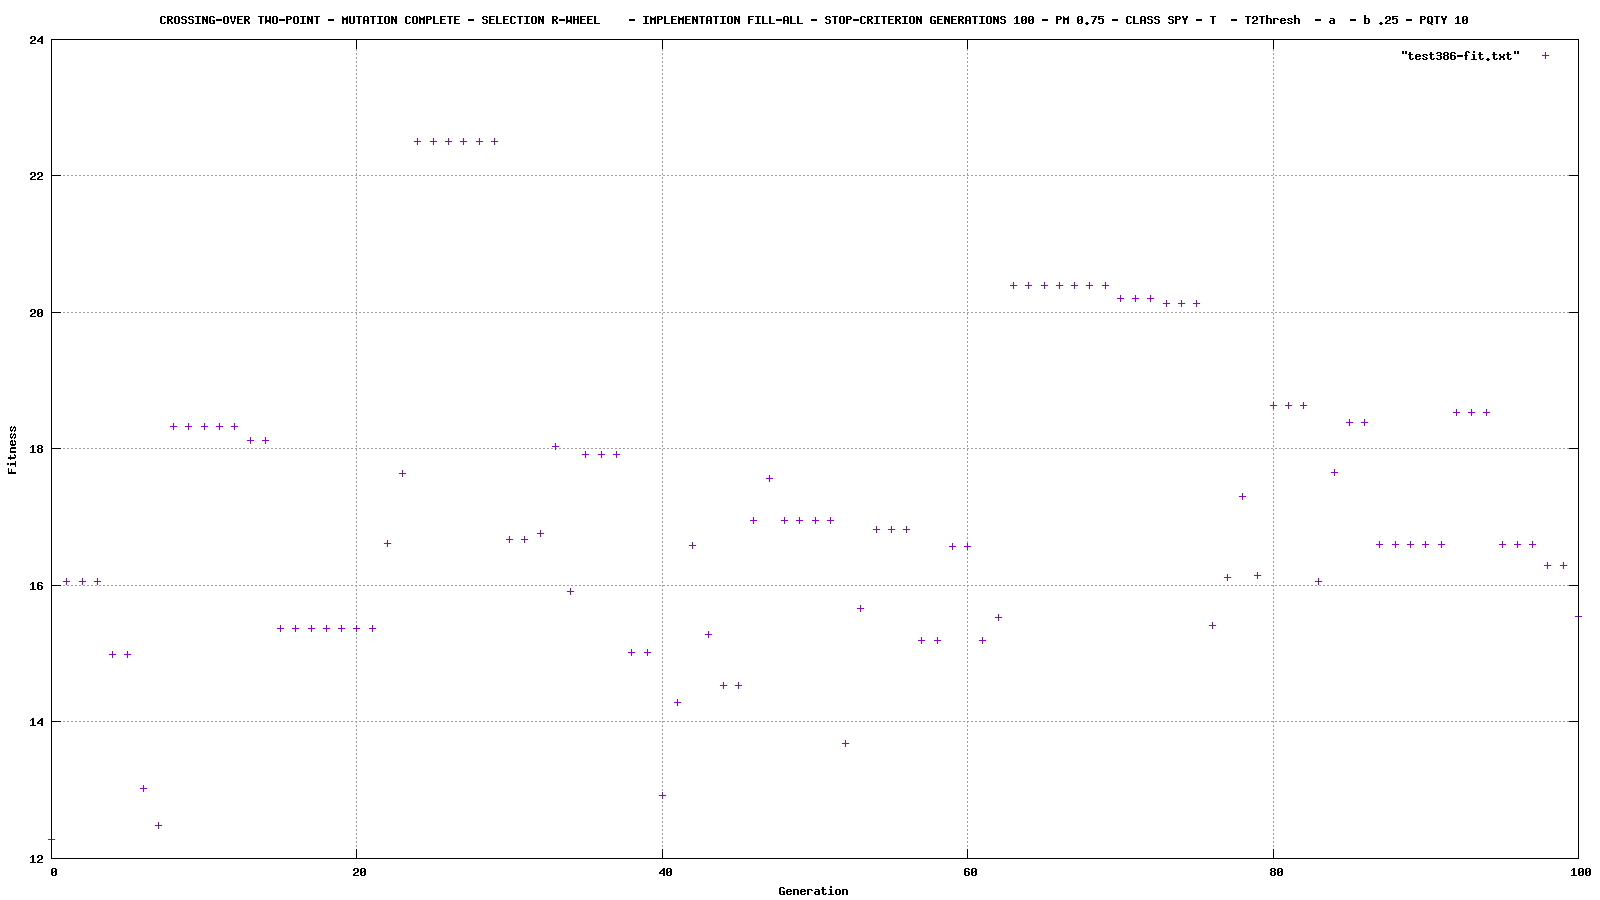 CROSSING-OVER TWO-POINT - MUTATION COMPLETE - SELECTION R-WHEEL    - IMPLEMENTATION FILL-ALL - STOP-CRITERION GENERATIONS 100 - PM 0.75 - CLASS SPY - T  - T2Thresh  - a  - b .25 - PQTY 10
"test386-fit.txt"
24
22
20
18
16
14
12
Fitness
0 20 40 60 80 100
Generation